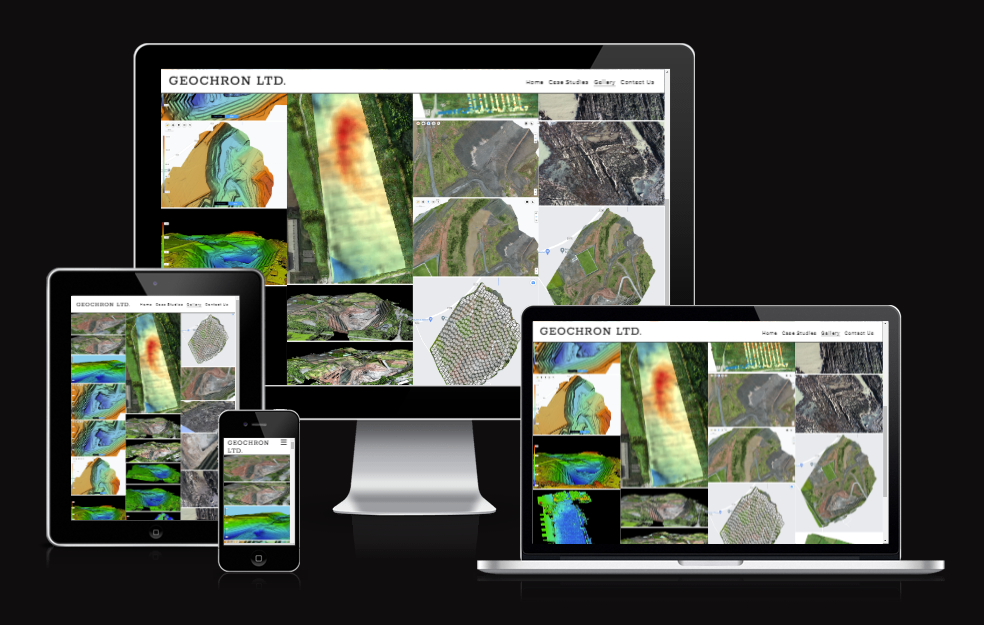 GEOCHRON LTD.
Home Case Studies Gallery Contact Us
GEOCHRON LTD.
Home Case Studies Gallery Contact Us
GEOCHRON
LTD.
GEOCHRON LTD.
Home Case Studies Gallery Contact Us